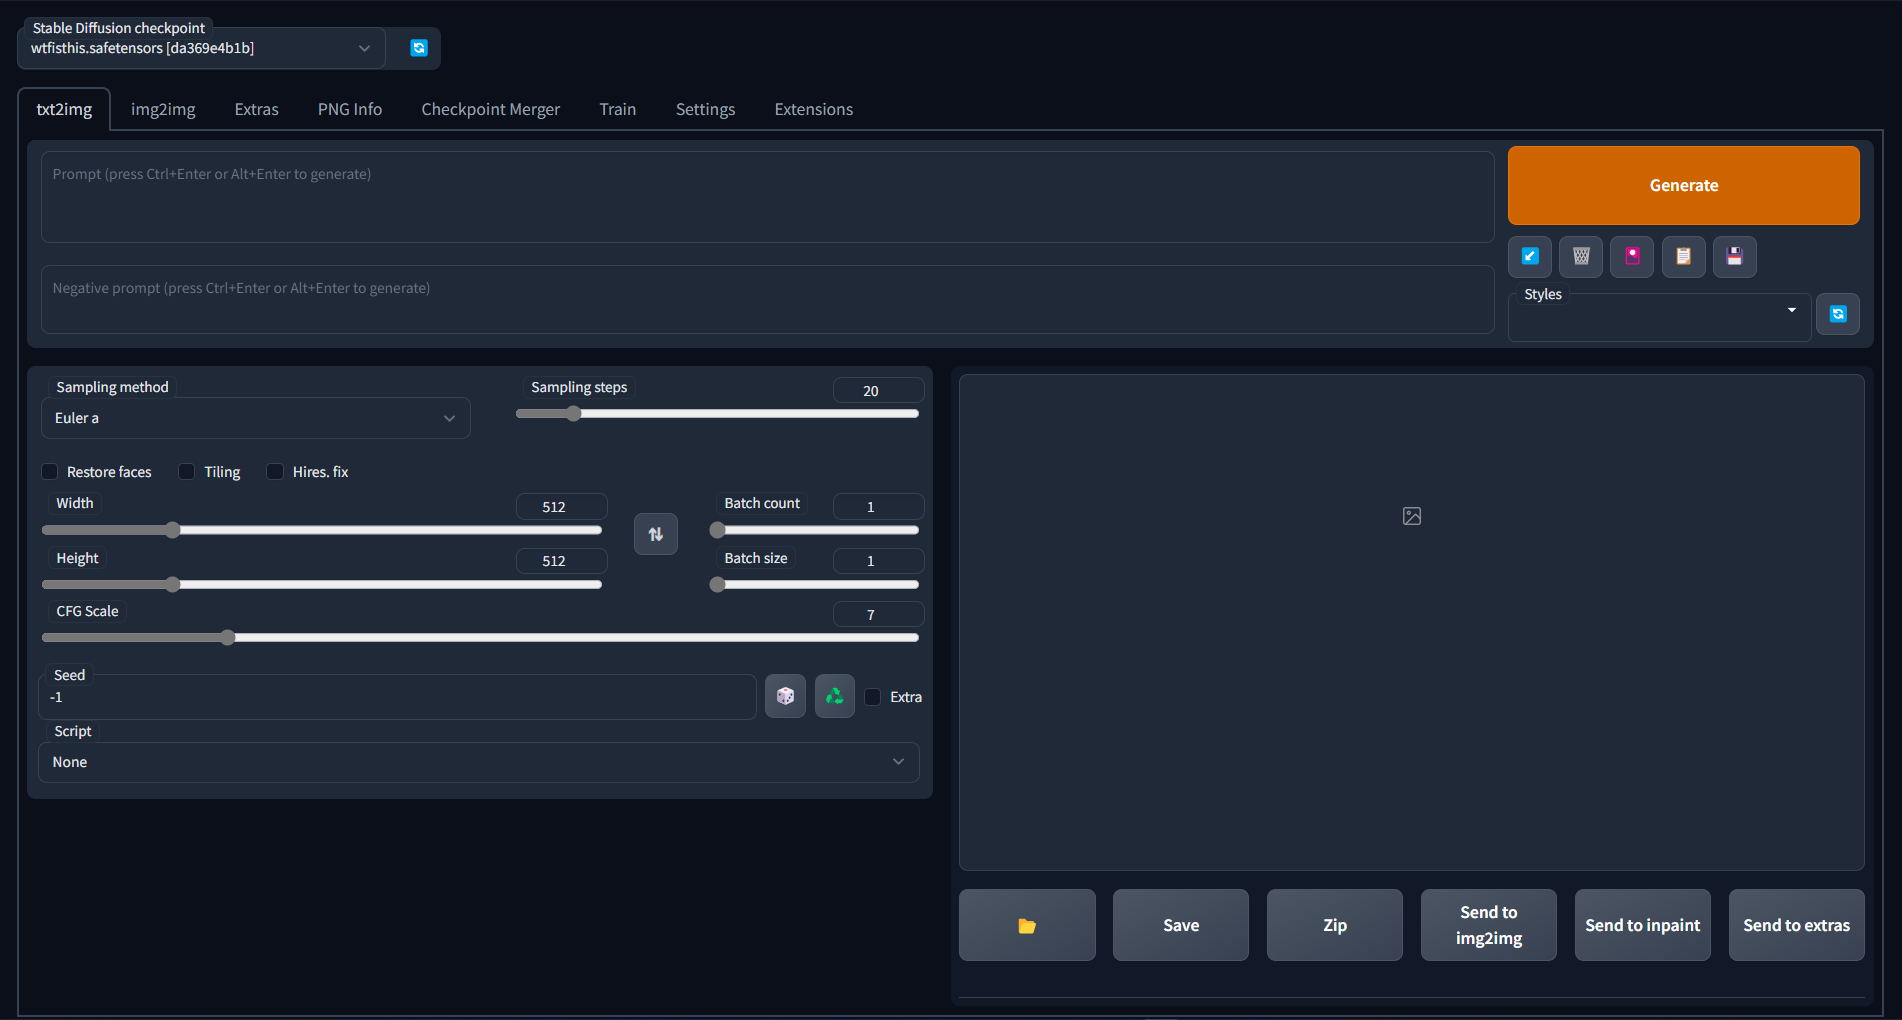 Stable Diffusion checkpoint
wtfisthis.safetensors [da369e4b1b]
txt2img img2img Extras PNG Info Checkpoint Merger Train Settings Extensions
Prompt (press Ctrl+Enter or Alt+Enter to generate)
Generate
Negative prompt (press Ctrl+Enter or Alt+Enter to generate)
Styles
Sampling method
Euler a
Sampling steps
20
Restore faces Tiling Hires. fix
Width
512
Batch count
1
Height
512
Batch size
1
CFG Scale
7
Seed
-1
Extra
Script
None
Save
Zip
Send to
img2img
Send to inpaint
Send to extras